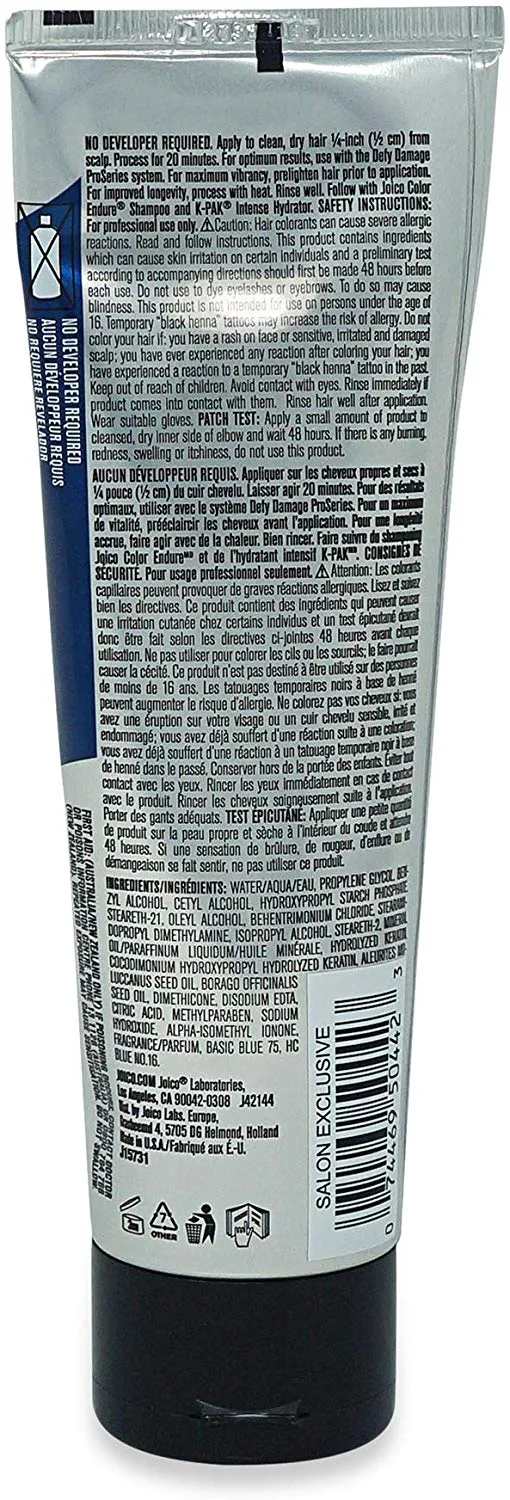 NO DEVELOPER REQUIRED. Apply to clean, dry hair ¼-inch (½ cm) from
scalp. Process for 20 minutes. For optimum results, use with the Defy Damage
ProSeries system. For maximum vibrancy, prelighten hair prior to application.
For improved longevity, process with heat. Rinse well. Follow with Joico Color
Endure® Shampoo and K-PAK® Intense Hydrator. SAFETY INSTRUCTIONS:
For professional use only. ⚠Caution: Hair colorants can cause severe allergic
reactions. Read and follow instructions. This product contains ingredients
which can cause skin irritation on certain individuals and a preliminary test
according to accompanying directions should first be made 48 hours before
each use. Do not use to dye eyelashes or eyebrows. To do so may cause
blindness. This product is not intended for use on persons under the age of
16. Temporary "black henna" tattoos may increase the risk of allergy. Do not
color your hair if: you have a rash on face or sensitive, irritated and damaged
scalp; you have ever experienced any reaction after coloring your hair; you
have experienced a reaction to a temporary "black henna" tattoo in the past.
Keep out of reach of children. Avoid contact with eyes. Rinse immediately if
product comes into contact with them. Rinse hair well after application.
Wear suitable gloves. PATCH TEST: Apply a small amount of product to
cleansed, dry inner side of elbow and wait 48 hours. If there is any burning,
redness, swelling or itchiness, do not use this product.
AUCUN DÉVELOPPEUR REQUIS. Appliquer sur les cheveux propres et secs à
¼ pouce (½ cm) du cuir chevelu. Laisser agir 20 minutes. Pour des résultats
optimaux, utiliser avec le système Defy Damage ProSeries. Pour un maximum
de vitalité, prééclaircir les cheveux avant l'application. Pour une longévité
accrue, faire agir avec de la chaleur. Bien rincer. Faire suivre du shampooing
Joico Color Endure et de l'hydratant intensif K-PAK. CONSIGNES DE
SÉCURITÉ. Pour usage professionnel seulement. ⚠Attention: Les colorants
capillaires peuvent provoquer de graves réactions allergiques. Lisez et suivez
bien les directives. Ce produit contient des ingrédients qui peuvent causer
une irritation cutanée chez certains individus et un test épicutané devrait
donc être fait selon les directives ci-jointes 48 heures avant chaque
utilisation. Ne pas utiliser pour colorer les cils ou les sourcils; le faire pourrait
causer la cécité. Ce produit n'est pas destiné à être utilisé sur des personnes
de moins de 16 ans. Les tatouages temporaires noirs à base de henné
peuvent augmenter le risque d'allergie. Ne colorez pas vos cheveux si: vous
avez une éruption sur votre visage ou un cuir chevelu sensible, irrité et
endommagé; vous avez déjà souffert d'une réaction suite à une coloration;
vous avez déjà souffert d'une réaction à un tatouage temporaire noir à base
de henné dans le passé. Conserver hors de la portée des enfants. Éviter tout
contact avec les yeux. Rincer les yeux immédiatement en cas de contact
avec le produit. Rincer les cheveux soigneusement suite à l'application.
Porter des gants adéquats. TEST ÉPICUTANÉ: Appliquer une petite quantité
de produit sur la peau propre et sèche à l'intérieur du coude et attendre
48 heures. Si une sensation de brûlure, de rougeur, d'enflure ou de
démangeaison se fait sentir, ne pas utiliser ce produit.
INGREDIENTS/INGRÉDIENTS: WATER/AQUA/EAU, PROPYLENE GLYCOL, BEN-
ZYL ALCOHOL, CETYL ALCOHOL, HYDROXYPROPYL STARCH PHOSPHATE,
STEARETH-21, OLEYL ALCOHOL, BEHENTRIMONIUM CHLORIDE, STEARAMI-
DOPROPYL DIMETHYLAMINE, ISOPROPYL ALCOHOL, STEARETH-2, MINERAL
OIL/PARAFFINUM LIQUIDUM/HUILE MINÉRALE, HYDROLYZED KERATIN,
COCODIMONIUM HYDROXYPROPYL HYDROLYZED KERATIN, ALEURITES MO-
LUCCANUS SEED OIL, BORAGO OFFICINALIS
SEED OIL, DIMETHICONE, DISODIUM EDTA,
CITRIC ACID, METHYLPARABEN, SODIUM
HYDROXIDE, ALPHA-ISOMETHYL IONONE,
FRAGRANCE/PARFUM, BASIC BLUE 75, HC
BLUE NO.16.
JOICO.COM Joico® Laboratories,
Los Angeles, CA 90042-0308 J42144
Dist. by Joico Labs. Europe,
4, 5705 DG Helmond, Holland
Made in U.S.A./Fabriqué aux É.-U.
J15731
7
OTHER
NO DEVELOPER REQUIRED
AUCUN DÉVELOPPEUR REQUIS
NO REQUIERE REVELADOR
FIRST AID: (AUSTRALIA/NEW ZEALAND ONLY)
SALON EXCLUSIVE
0 74469 50442 3